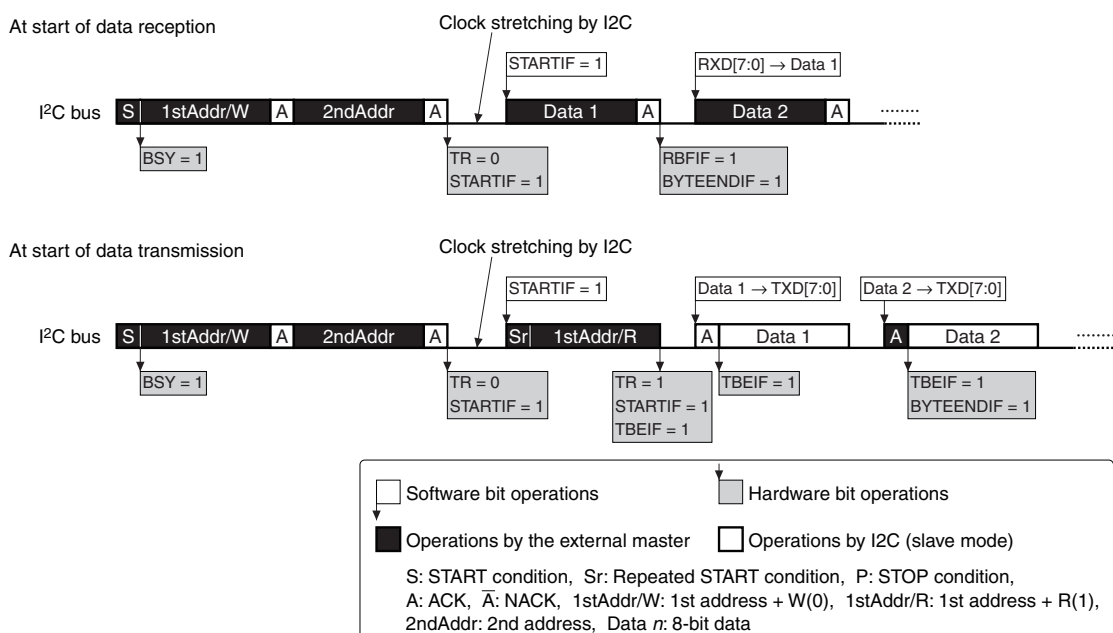 At start of data reception
Clock stretching by I2C
STARTIF = 1
RXD[7:0] → Data 1
I²C bus
S 1stAddr/W A 2ndAddr A Data 1 A Data 2 A
BSY = 1
TR = 0
STARTIF = 1
RBFIF = 1
BYTEENDIF = 1
At start of data transmission
Clock stretching by I2C
STARTIF = 1
Data 1 → TXD[7:0]
Data 2 → TXD[7:0]
I²C bus
S 1stAddr/W A 2ndAddr A Sr 1stAddr/R A Data 1 A Data 2
BSY = 1
TR = 0
STARTIF = 1
TR = 1
STARTIF = 1
TBEIF = 1
TBEIF = 1
TBEIF = 1
BYTEENDIF = 1
Software bit operations
Hardware bit operations
Operations by the external master
Operations by I2C (slave mode)
S: START condition, Sr: Repeated START condition, P: STOP condition,
A: ACK, A̅: NACK, 1stAddr/W: 1st address + W(0), 1stAddr/R: 1st address + R(1),
2ndAddr: 2nd address, Data n: 8-bit data